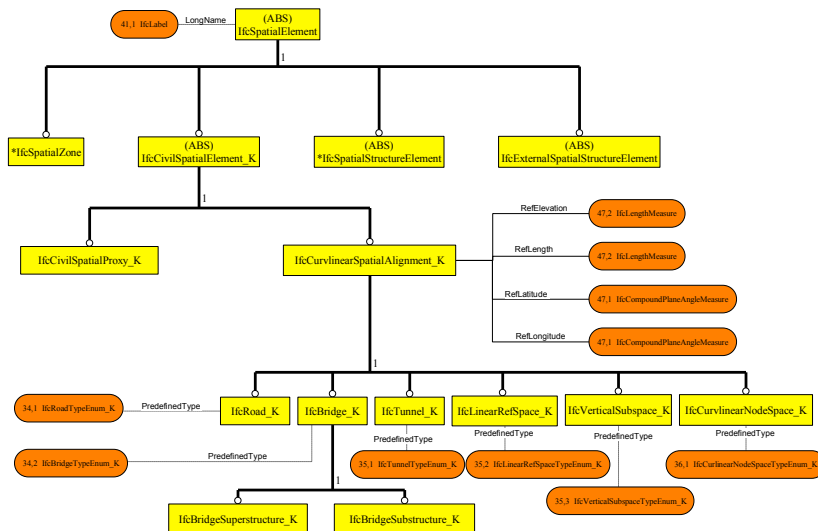 41,1 IfcLabel
LongName
(ABS)
IfcSpatialElement
1
*IfcSpatialZone
(ABS)
IfcCivilSpatialElement_K
(ABS)
*IfcSpatialStructureElement
(ABS)
IfcExternalSpatialStructureElement
1
IfcCivilSpatialProxy_K
IfcCurvlinearSpatialAlignment_K
RefElevation
47,2 IfcLengthMeasure
RefLength
47,2 IfcLengthMeasure
RefLatitude
47,1 IfcCompoundPlaneAngleMeasure
RefLongitude
47,1 IfcCompoundPlaneAngleMeasure
1
34,1 IfcRoadTypeEnum_K
PredefinedType
IfcRoad_K
IfcBridge_K
IfcTunnel_K
IfcLinearRefSpace_K
IfcVerticalSubspace_K
IfcCurvlinearNodeSpace_K
PredefinedType
PredefinedType
PredefinedType
PredefinedType
34,2 IfcBridgeTypeEnum_K
PredefinedType
35,1 IfcTunnelTypeEnum_K
35,2 IfcLinearRefSpaceTypeEnum_K
36,1 IfcCurlinearNodeSpaceTypeEnum_K
1
35,3 IfcVerticalSubspaceTypeEnum_K
IfcBridgeSuperstructure_K
IfcBridgeSubstructure_K